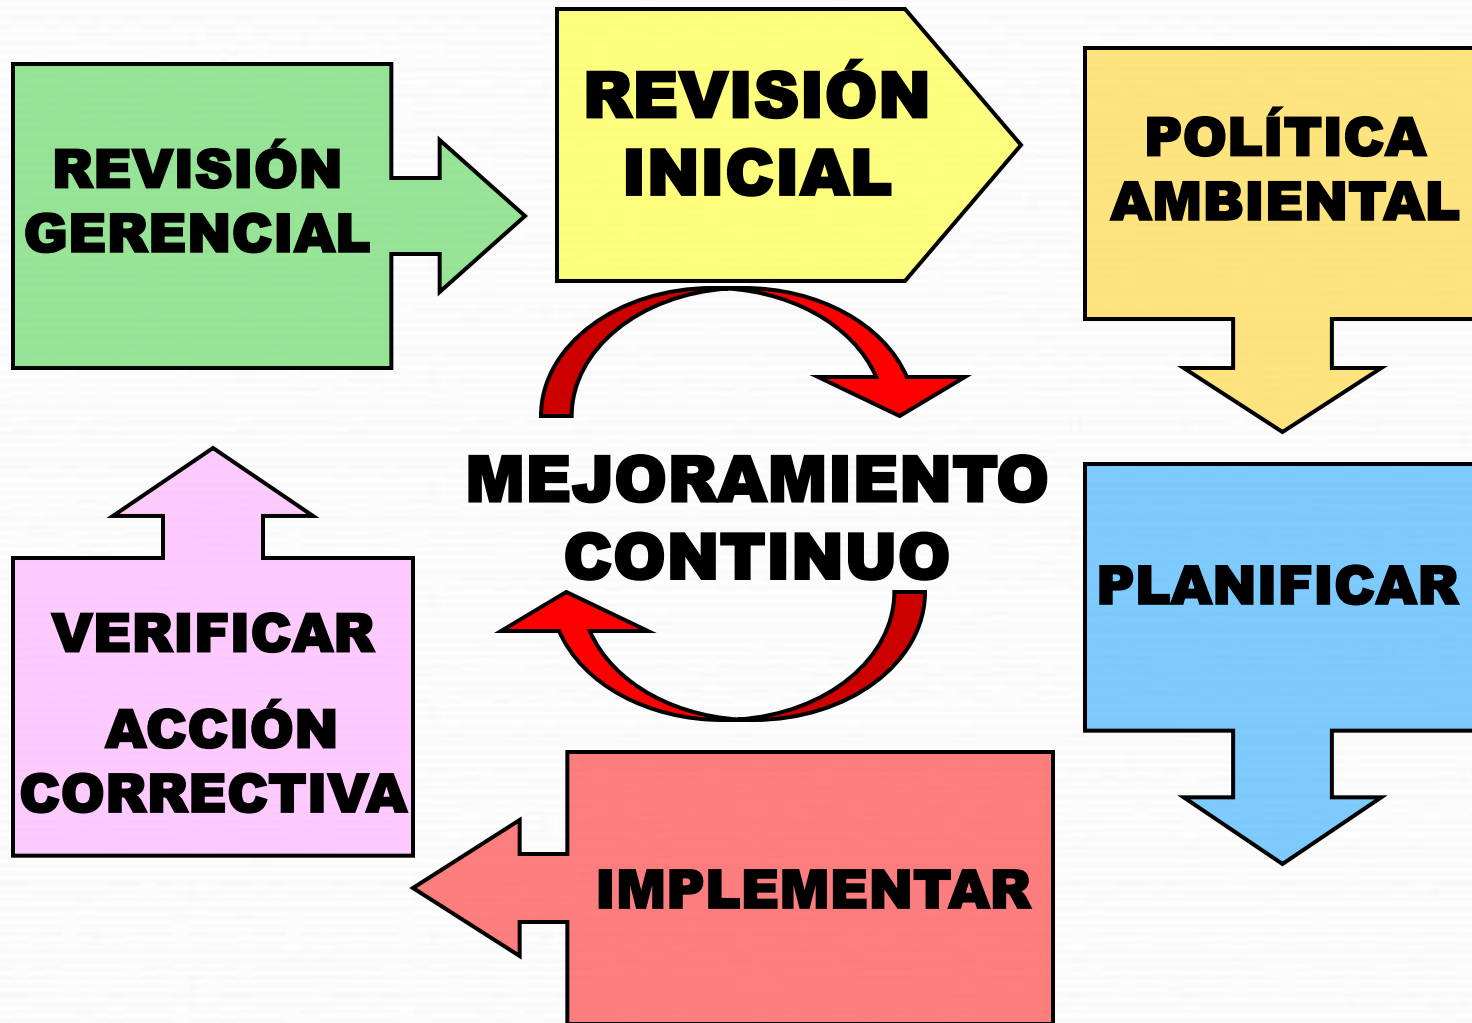 REVISIÓN
INICIAL
POLÍTICA
AMBIENTAL
PLANIFICAR
IMPLEMENTAR
VERIFICAR
ACCIÓN
CORRECTIVA
REVISIÓN
GERENCIAL
MEJORAMIENTO
CONTINUO